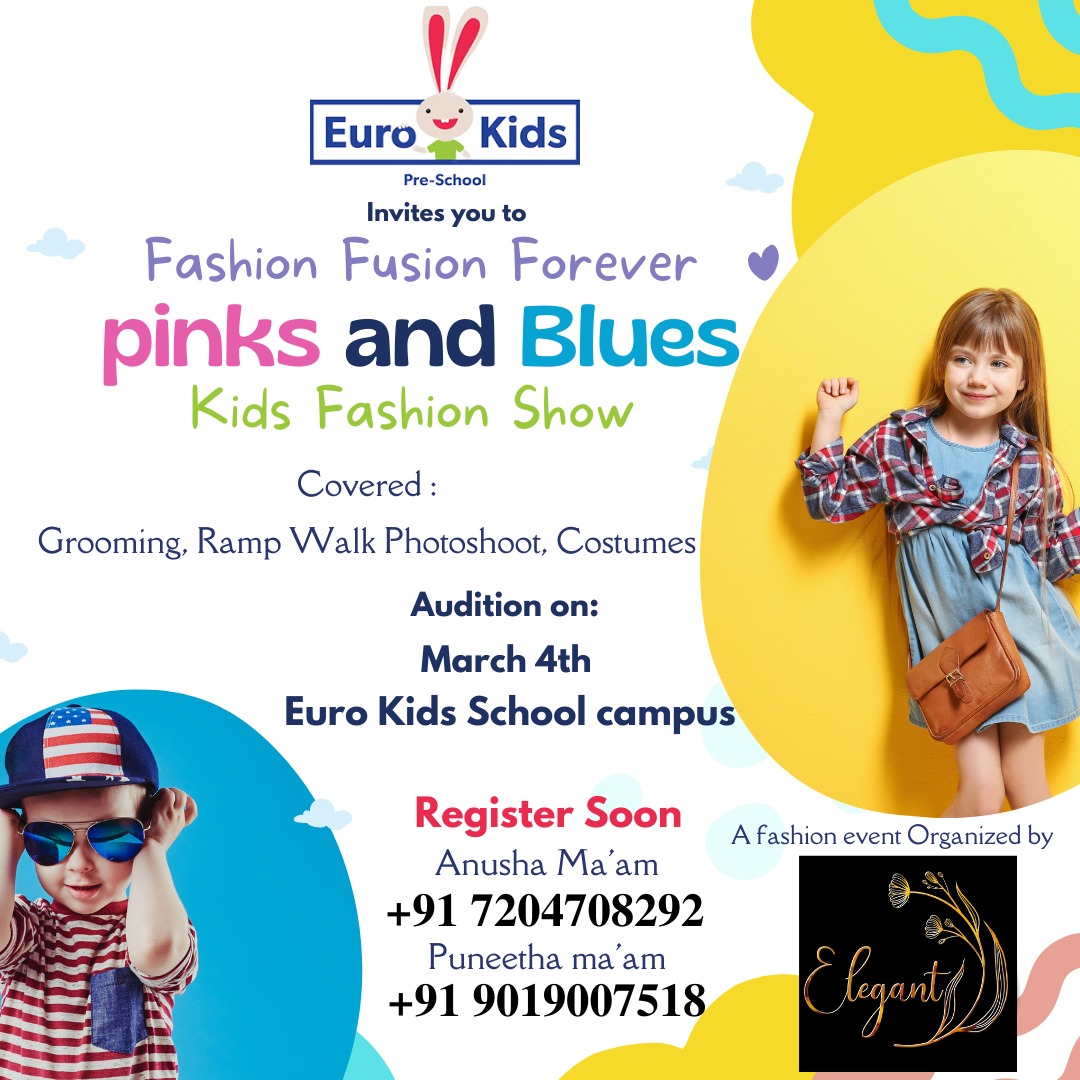 Euro Kids
Pre-School
Invites you to
Fashion Fusion Forever
pinks and Blues
Kids Fashion Show
Covered :
Grooming, Ramp Walk Photoshoot, Costumes
Audition on:
March 4th
Euro Kids School campus
Register Soon
Anusha Ma'am
+91 7204708292
Puneetha ma'am
+91 9019007518
A fashion event Organized by
Elegant